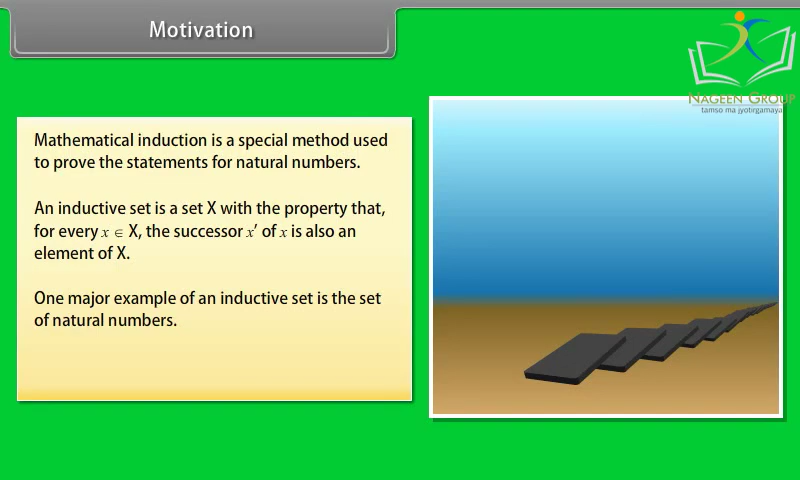 Motivation
NAGEEN GROUP
tamso ma jyotirgamaya
Mathematical induction is a special method used
to prove the statements for natural numbers.
An inductive set is a set X with the property that,
for every x ∈ X, the successor x′ of x is also an
element of X.
One major example of an inductive set is the set
of natural numbers.